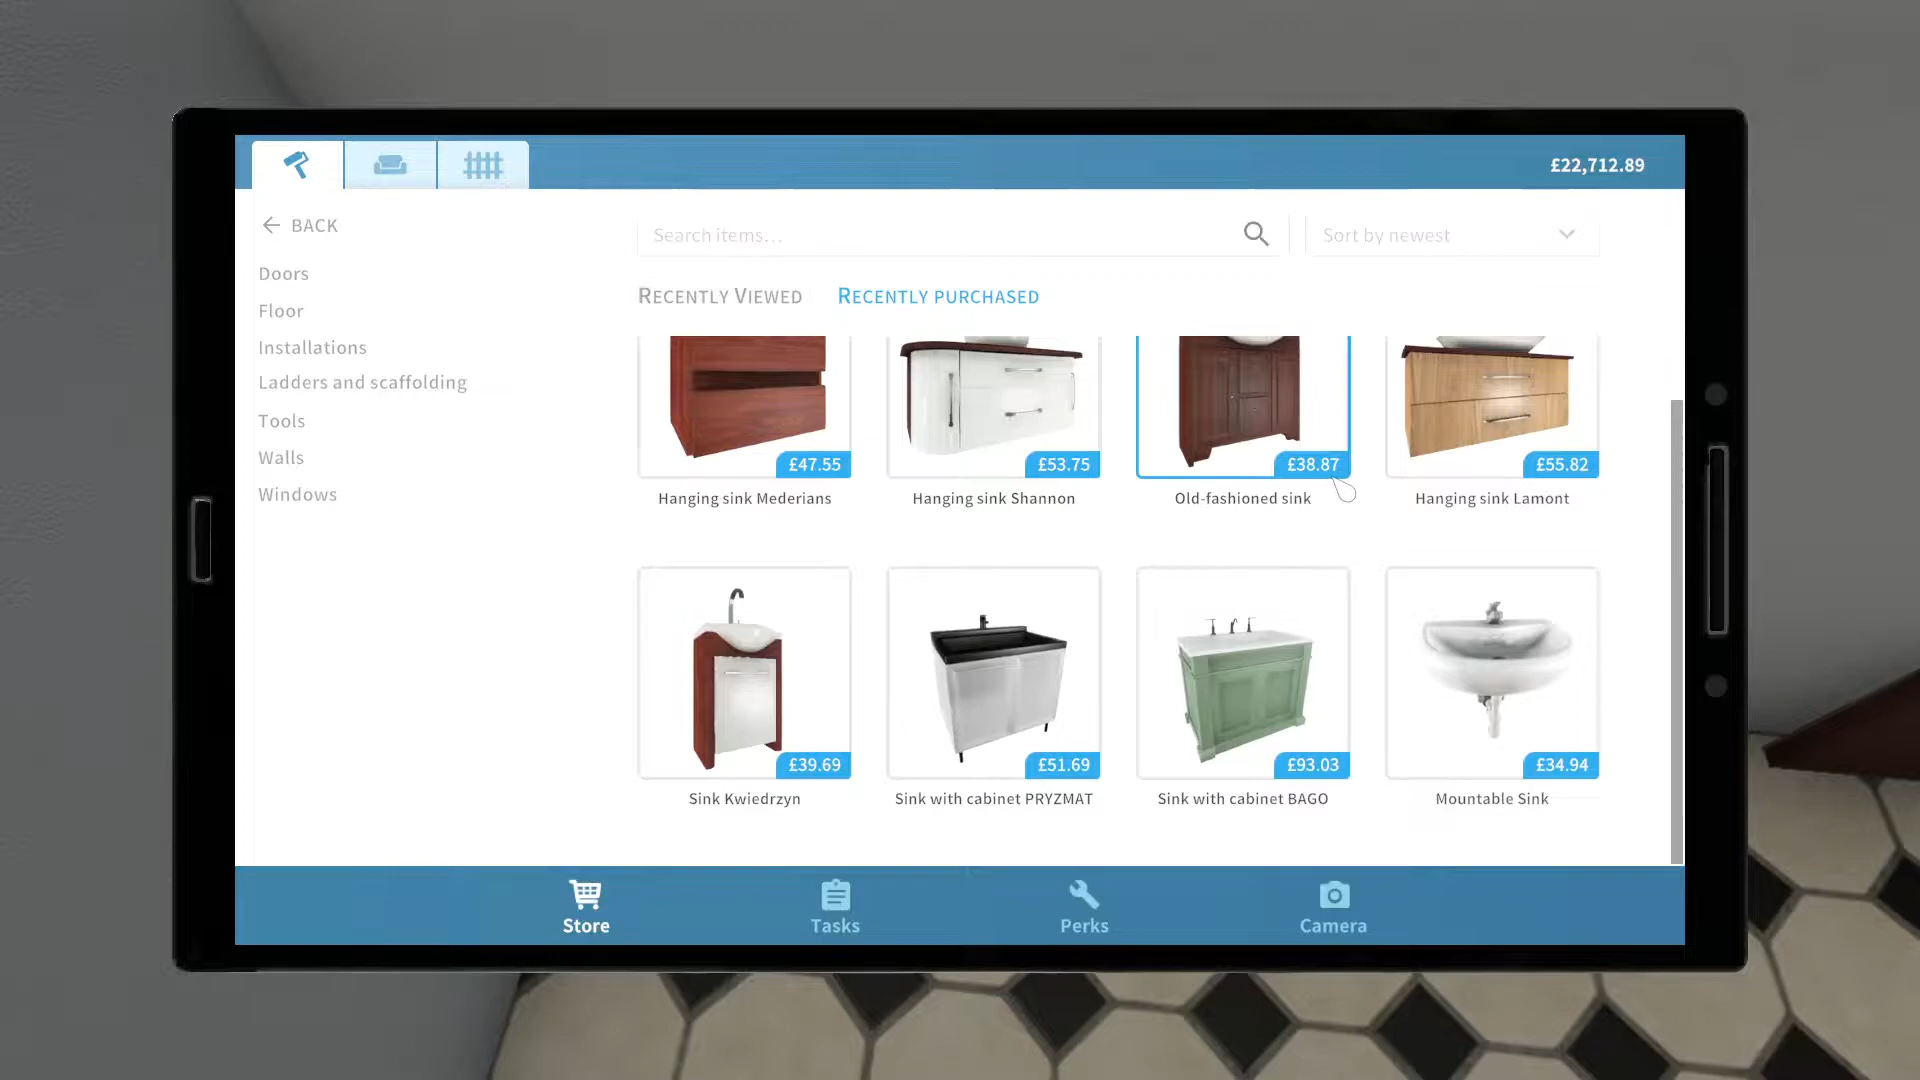 £22,712.89
BACK
Search items...
Sort by newest
Doors
Floor
Installations
Ladders and scaffolding
Tools
Walls
Windows
RECENTLY VIEWED
RECENTLY PURCHASED
£47.55
£53.75
£38.87
£55.82
Hanging sink Mederians
Hanging sink Shannon
Old-fashioned sink
Hanging sink Lamont
£39.69
£51.69
£93.03
£34.94
Sink Kwiedrzyn
Sink with cabinet PRYZMAT
Sink with cabinet BAGO
Mountable Sink
Store
Tasks
Perks
Camera